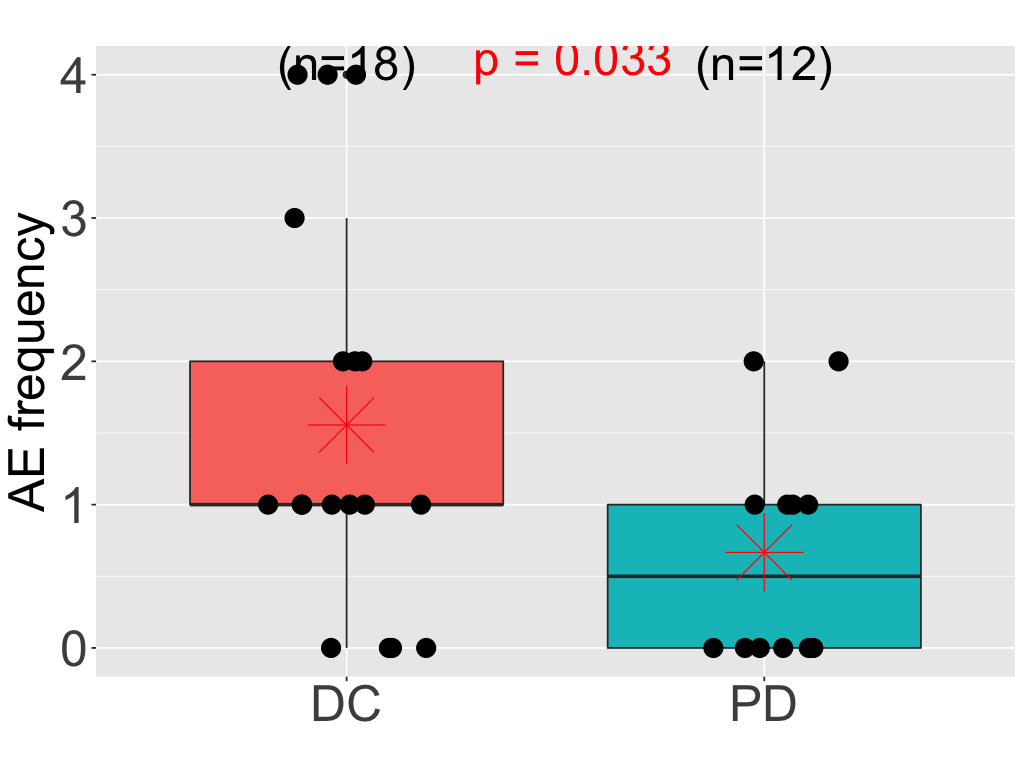 (n=18) p = 0.033 (n=12)
4
3
2
1
0
AE frequency
DC PD